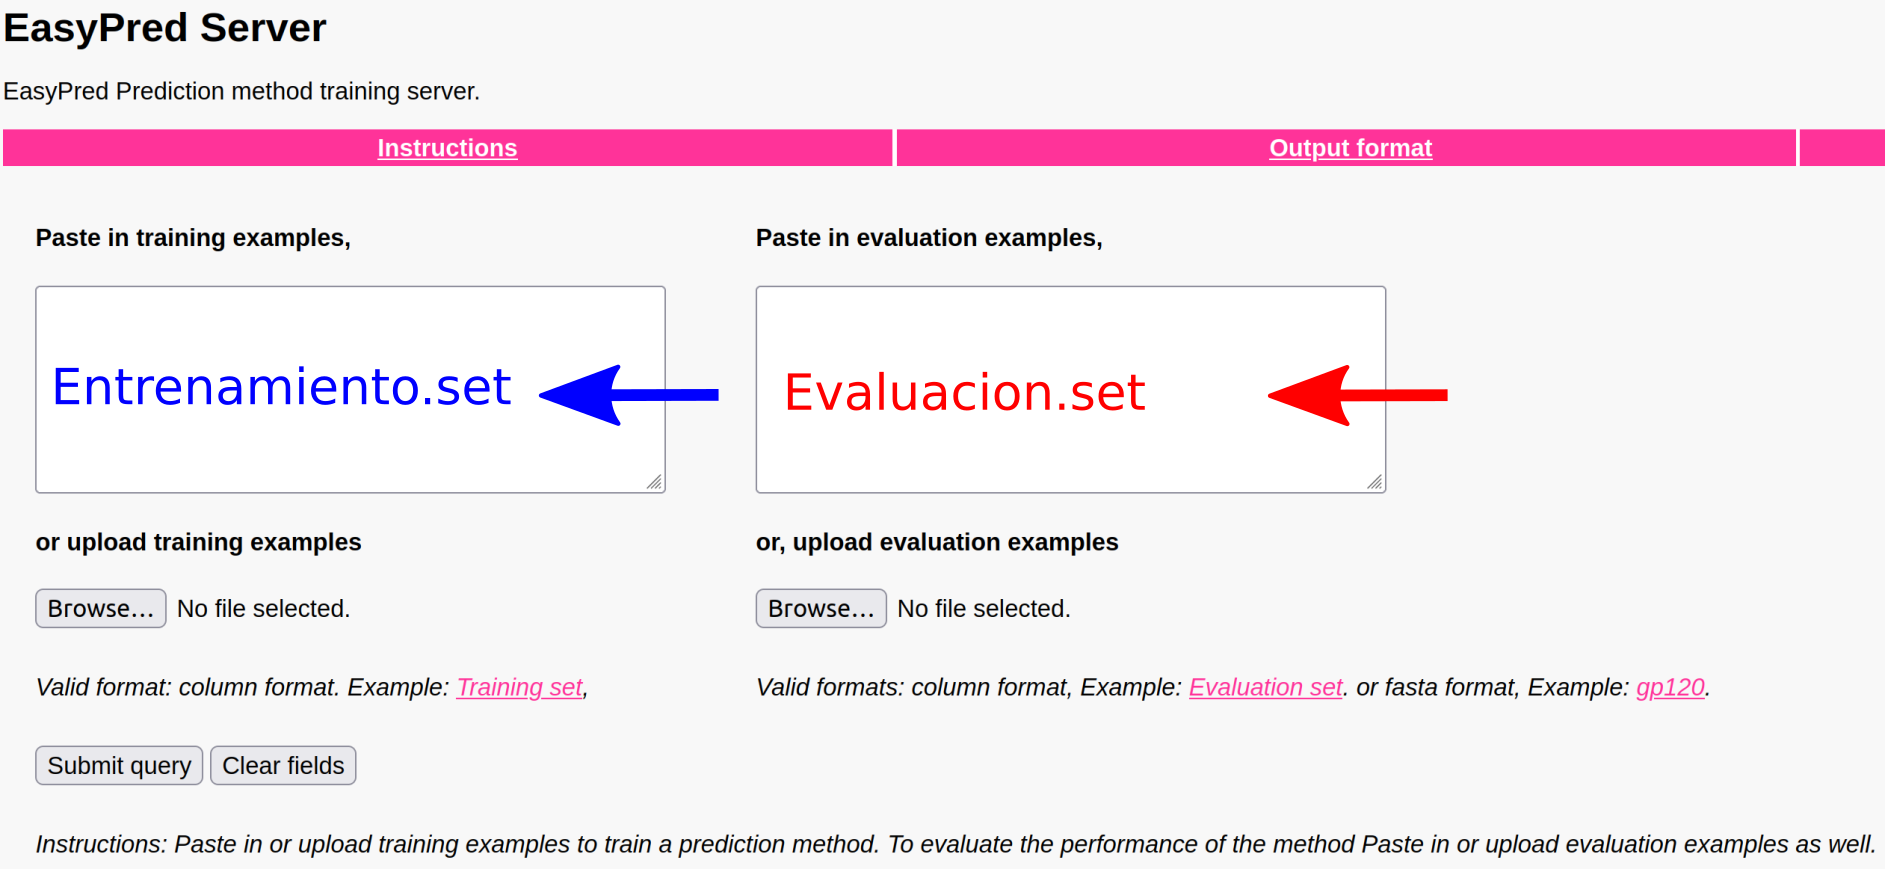 EasyPred Server
EasyPred Prediction method training server.
Instructions
Output format
Paste in training examples,
Paste in evaluation examples,
Entrenamiento.set
Evaluacion.set
or upload training examples
or, upload evaluation examples
Browse... No file selected.
Browse... No file selected.
Valid format: column format. Example: Training set,
Valid formats: column format, Example: Evaluation set. or fasta format, Example: gp120.
Submit query
Clear fields
Instructions: Paste in or upload training examples to train a prediction method. To evaluate the performance of the method Paste in or upload evaluation examples as well.